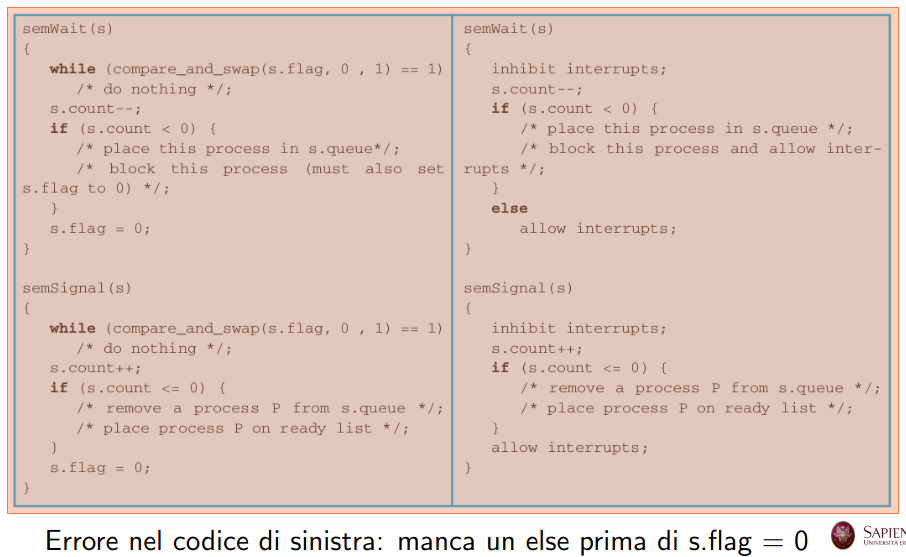 semWait(s)
{
while (compare_and_swap(s.flag, 0 , 1) == 1)
/* do nothing */;
s.count--;
if (s.count < 0) {
/* place this process in s.queue*/;
/* block this process (must also set
s.flag to 0) */;
}
s.flag = 0;
}
semSignal(s)
{
while (compare_and_swap(s.flag, 0 , 1) == 1)
/* do nothing */;
s.count++;
if (s.count <= 0) {
/* remove a process P from s.queue */;
/* place process P on ready list */;
}
s.flag = 0;
}
semWait(s)
{
inhibit interrupts;
s.count--;
if (s.count < 0) {
/* place this process in s.queue */;
/* block this process and allow inter-
rupts */;
}
else
allow interrupts;
}
semSignal(s)
{
inhibit interrupts;
s.count++;
if (s.count <= 0) {
/* remove a process P from s.queue */;
/* place process P on ready list */;
}
allow interrupts;
}
Errore nel codice di sinistra: manca un else prima di s.flag = 0
SAPIEN
UNIVERSITÀ DI